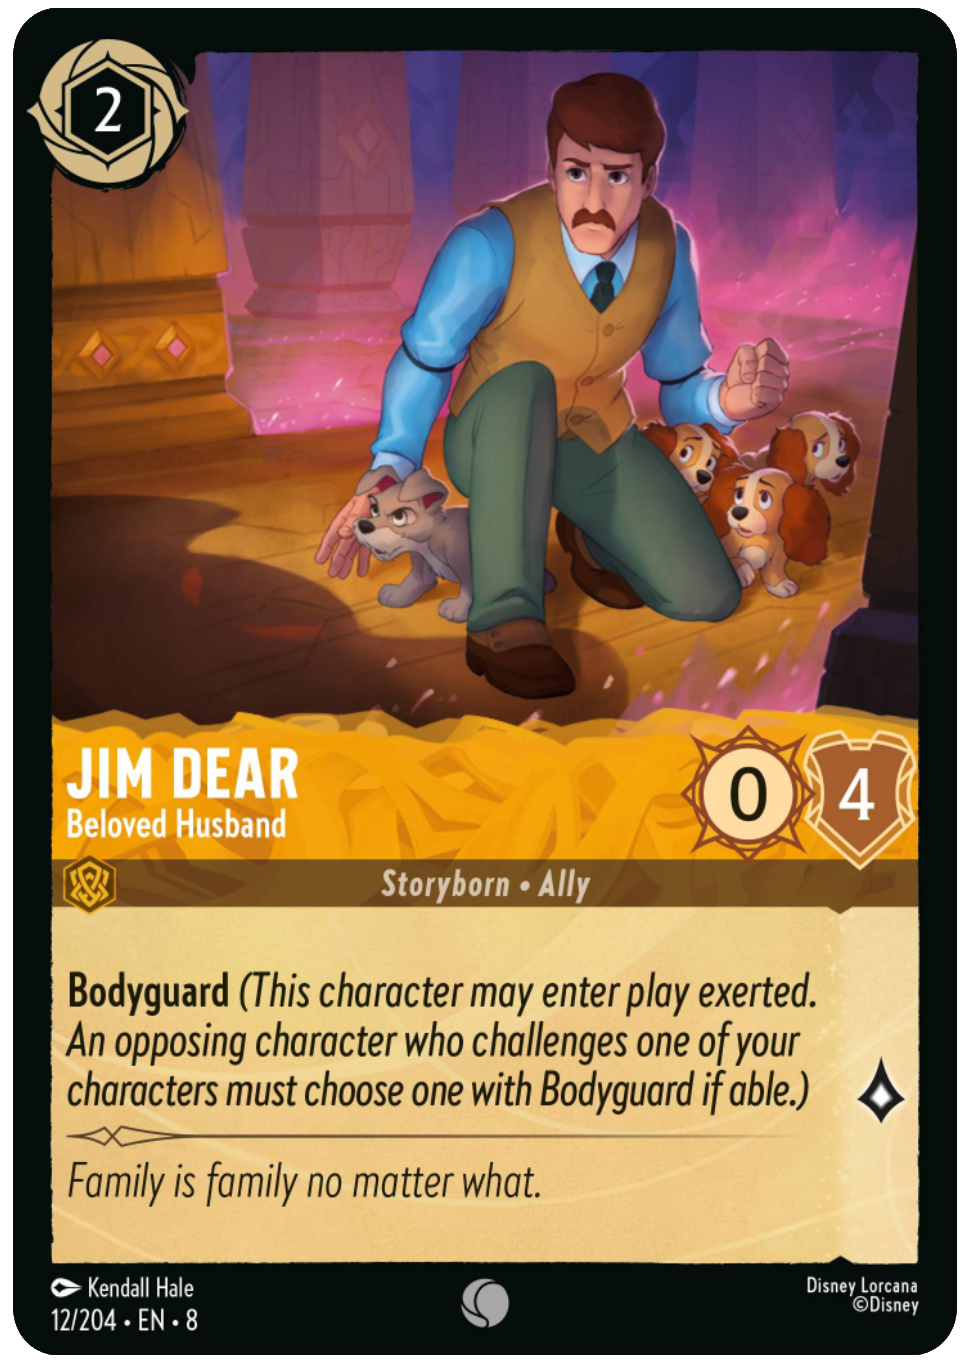 2
JIM DEAR
Beloved Husband
0
4
Storyborn • Ally
Bodyguard (This character may enter play exerted.
An opposing character who challenges one of your
characters must choose one with Bodyguard if able.)
Family is family no matter what.
Kendall Hale
12/204 • EN • 8
Disney Lorcana
©Disney